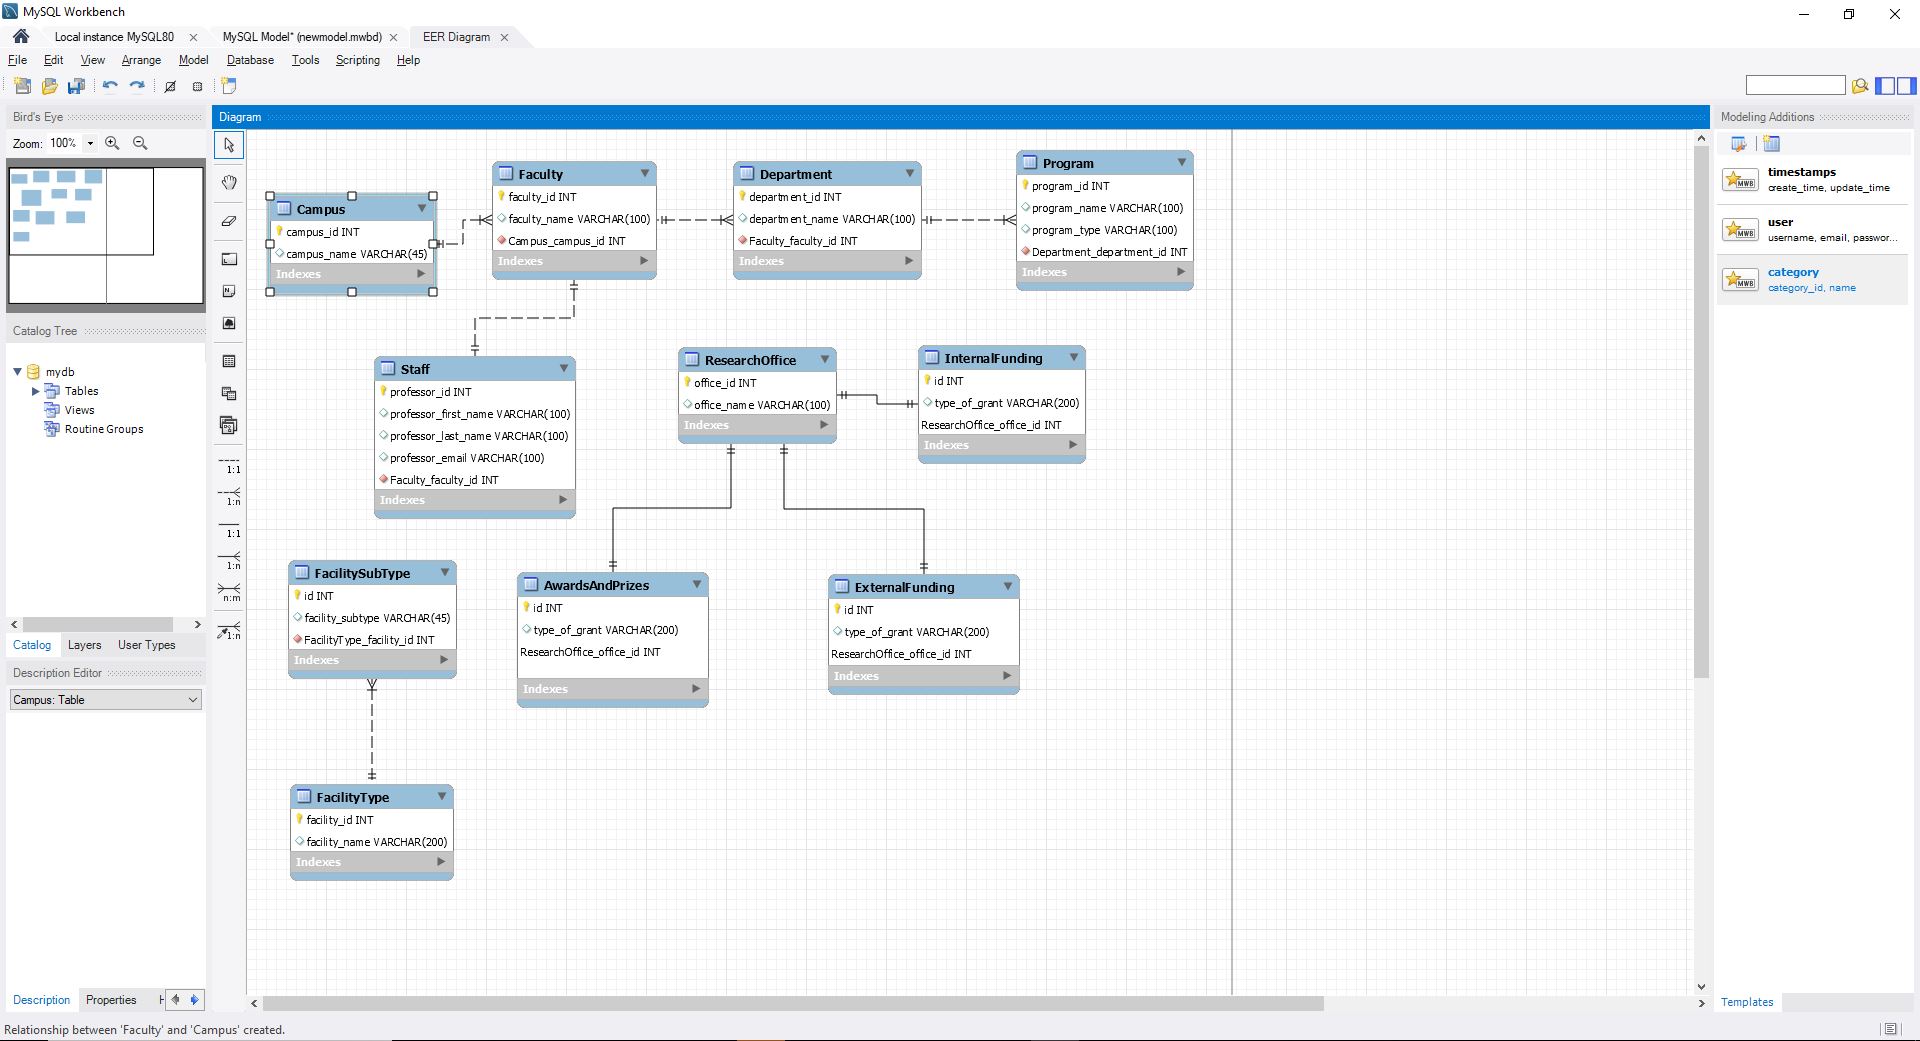 MySQL Workbench
Local instance MySQL80
MySQL Model* (newmodel.mwbd)
EER Diagram
File Edit View Arrange Model Database Tools Scripting Help
Bird's Eye
Zoom: 100%
Catalog Tree
mydb
Tables
Views
Routine Groups
Catalog Layers User Types
Description Editor
Campus: Table
Description Properties
Diagram
1:1
1:n
1:1
1:n
n:m
1:n
Campus
campus_id INT
campus_name VARCHAR(45)
Indexes
Faculty
faculty_id INT
faculty_name VARCHAR(100)
Campus_campus_id INT
Indexes
Department
department_id INT
department_name VARCHAR(100)
Faculty_faculty_id INT
Indexes
Program
program_id INT
program_name VARCHAR(100)
program_type VARCHAR(100)
Department_department_id INT
Indexes
Staff
professor_id INT
professor_first_name VARCHAR(100)
professor_last_name VARCHAR(100)
professor_email VARCHAR(100)
Faculty_faculty_id INT
Indexes
ResearchOffice
office_id INT
office_name VARCHAR(100)
Indexes
InternalFunding
id INT
type_of_grant VARCHAR(200)
ResearchOffice_office_id INT
Indexes
FacilitySubType
id INT
facility_subtype VARCHAR(45)
FacilityType_facility_id INT
Indexes
AwardsAndPrizes
id INT
type_of_grant VARCHAR(200)
ResearchOffice_office_id INT
Indexes
ExternalFunding
id INT
type_of_grant VARCHAR(200)
ResearchOffice_office_id INT
Indexes
FacilityType
facility_id INT
facility_name VARCHAR(200)
Indexes
Modeling Additions
MWB
timestamps
create_time, update_time
MWB
user
username, email, passwor...
MWB
category
category_id, name
Templates
Relationship between 'Faculty' and 'Campus' created.